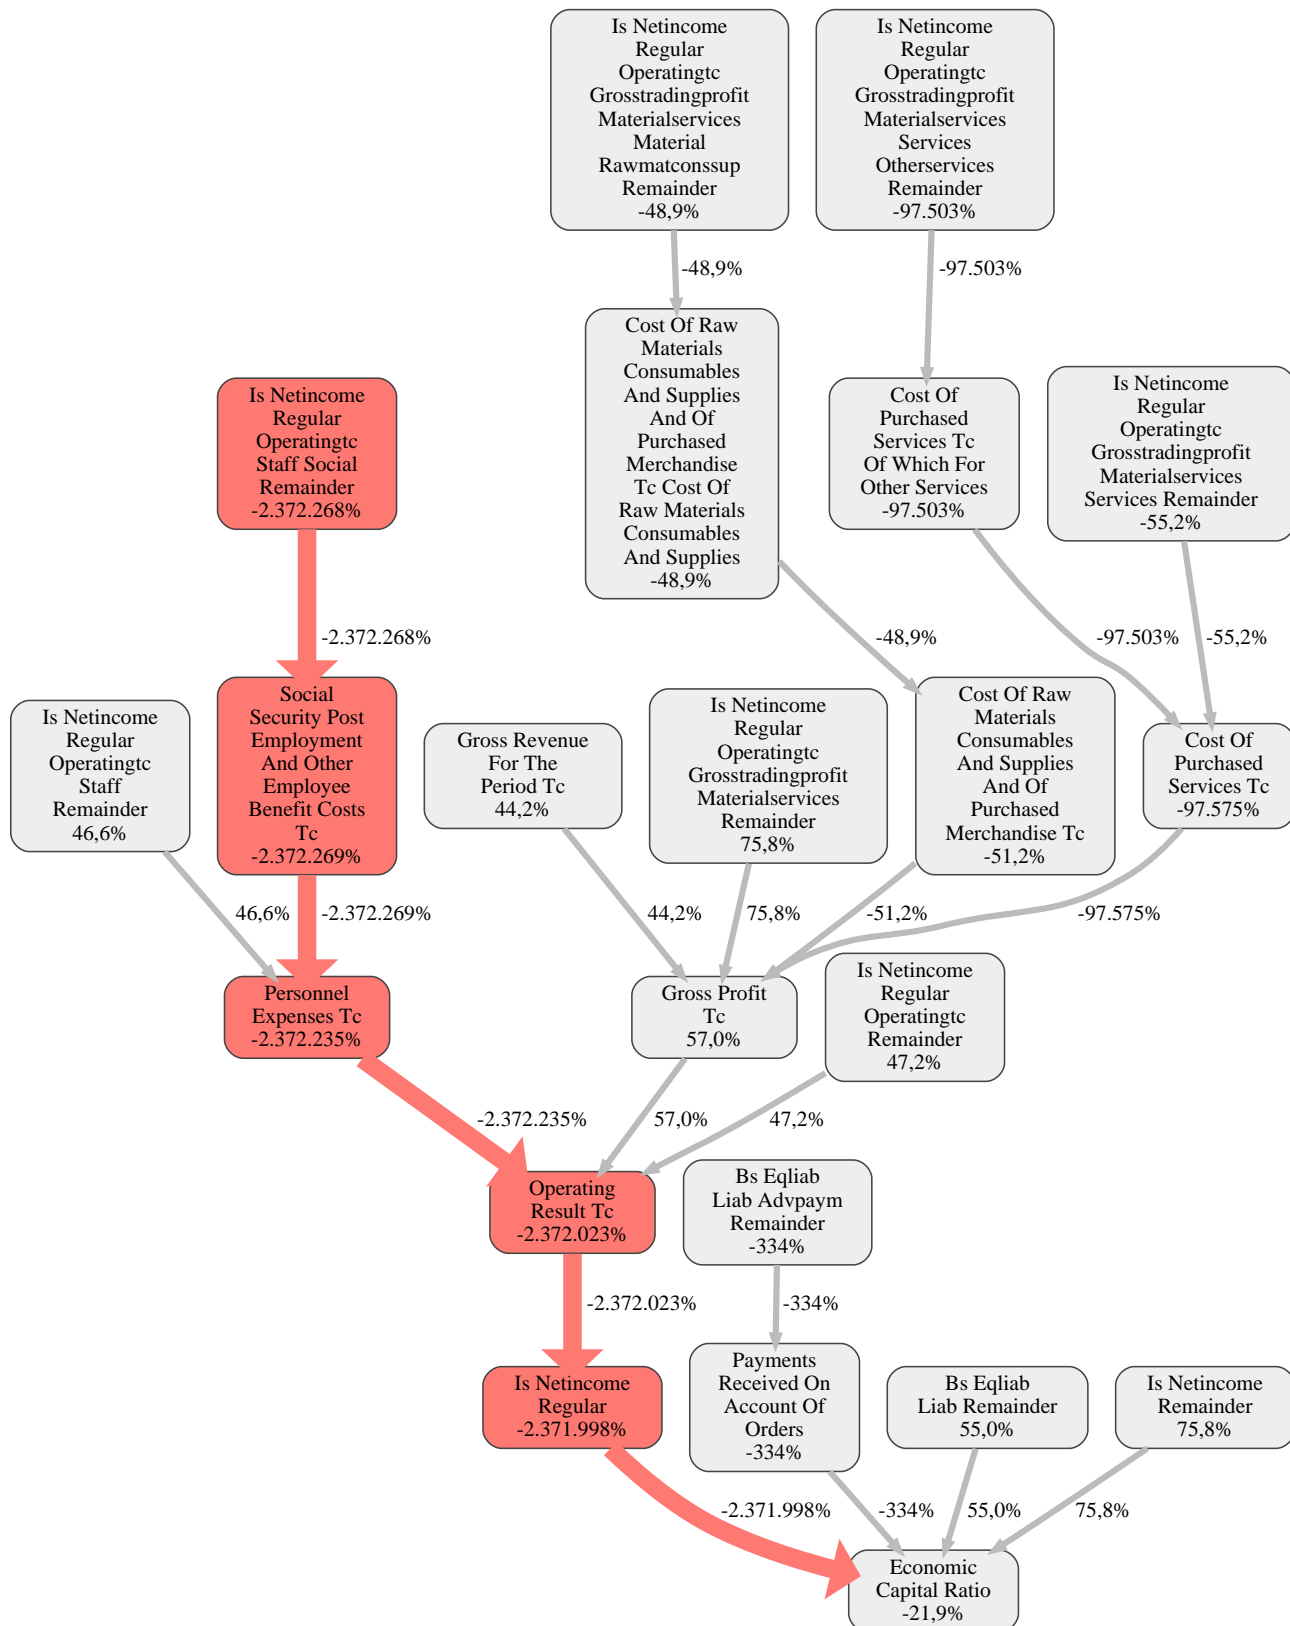 Is Netincome
Regular
Operatingtc
Grosstradingprofit
Materialservices
Material
Rawmatconssup
Remainder
-48,9%
Is Netincome
Regular
Operatingtc
Grosstradingprofit
Materialservices
Services
Otherservices
Remainder
-97.503%
-48,9%
-97.503%
Cost Of Raw
Materials
Consumables
And Supplies
And Of
Purchased
Merchandise
Tc Cost Of
Raw Materials
Consumables
And Supplies
-48,9%
Is Netincome
Regular
Operatingtc
Staff Social
Remainder
-2.372.268%
Cost Of
Purchased
Services Tc
Of Which For
Other Services
-97.503%
Is Netincome
Regular
Operatingtc
Grosstradingprofit
Materialservices
Services Remainder
-55,2%
-2.372.268%
-48,9%
-97.503%
-55,2%
Is Netincome
Regular
Operatingtc
Staff
Remainder
46,6%
Social
Security Post
Employment
And Other
Employee
Benefit Costs
Tc
-2.372.269%
Gross Revenue
For The
Period Tc
44,2%
Is Netincome
Regular
Operatingtc
Grosstradingprofit
Materialservices
Remainder
75,8%
Cost Of Raw
Materials
Consumables
And Supplies
And Of
Purchased
Merchandise Tc
-51,2%
Cost Of
Purchased
Services Tc
-97.575%
46,6%
-2.372.269%
44,2%
75,8%
-51,2%
-97.575%
Personnel
Expenses Tc
-2.372.235%
Gross Profit
Tc
57,0%
Is Netincome
Regular
Operatingtc
Remainder
47,2%
-2.372.235%
57,0%
47,2%
Operating
Result Tc
-2.372.023%
Bs Eqliab
Liab Advpaym
Remainder
-334%
-2.372.023%
-334%
Is Netincome
Regular
-2.371.998%
Payments
Received On
Account Of
Orders
-334%
Bs Eqliab
Liab Remainder
55,0%
Is Netincome
Remainder
75,8%
-2.371.998%
-334%
55,0%
75,8%
Economic
Capital Ratio
-21,9%